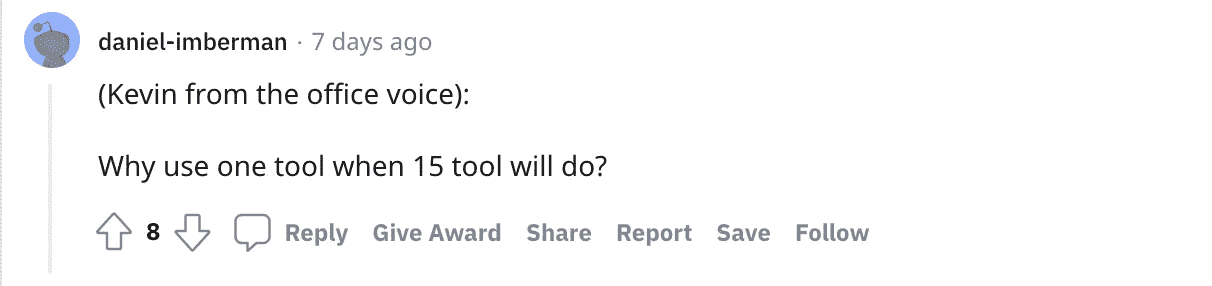 daniel-imberman · 7 days ago
(Kevin from the office voice):
Why use one tool when 15 tool will do?
8 Reply Give Award Share Report Save Follow